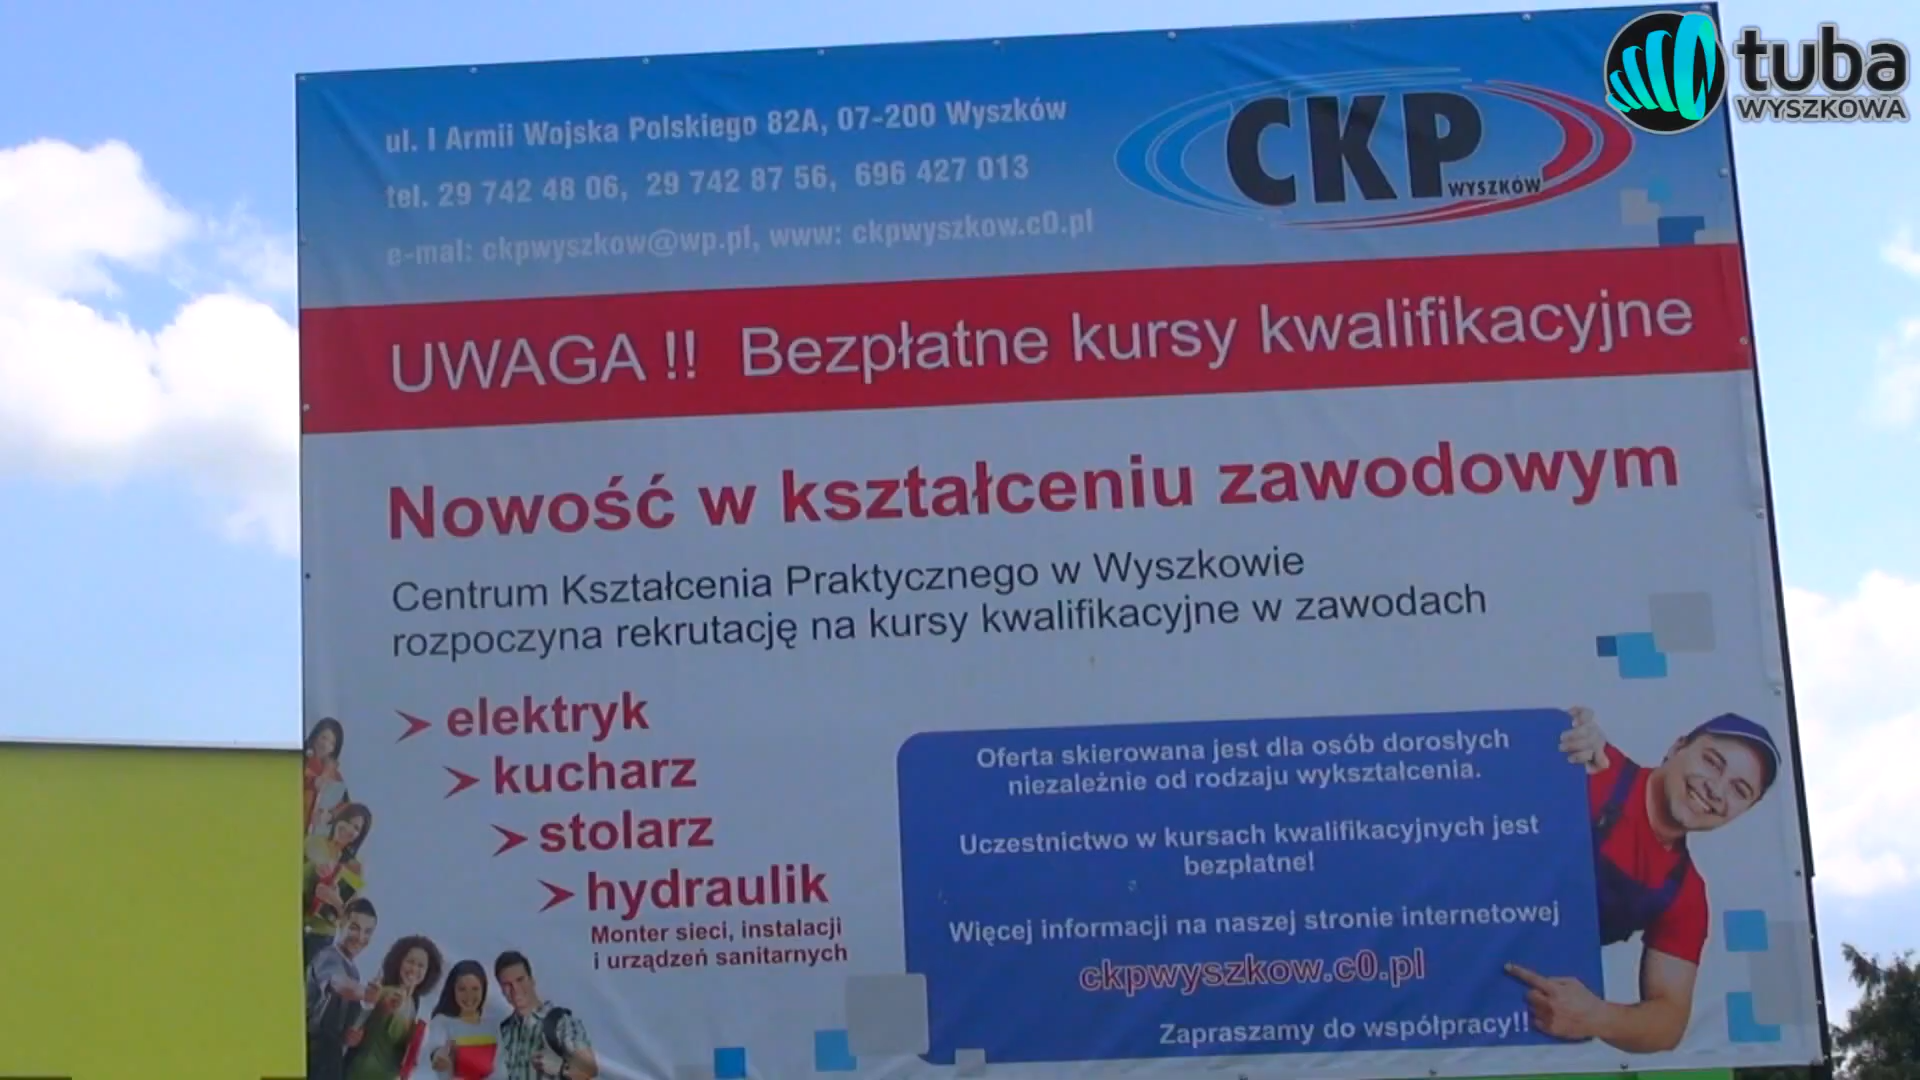 tuba
WYSZKOWA
ul. I Armii Wojska Polskiego 82A, 07-200 Wyszków
tel. 29 742 48 06, 29 742 87 56, 696 427 013
e-mal: ckpwyszkow@wp.pl, www: ckpwyszkow.c0.pl
CKP
WYSZKÓW
UWAGA !! Bezpłatne kursy kwalifikacyjne
Nowość w kształceniu zawodowym
Centrum Kształcenia Praktycznego w Wyszkowie
rozpoczyna rekrutację na kursy kwalifikacyjne w zawodach
elektryk
kucharz
stolarz
hydraulik
Monter sieci, instalacji
i urządzeń sanitarnych
Oferta skierowana jest dla osób dorosłych
niezależnie od rodzaju wykształcenia.
Uczestnictwo w kursach kwalifikacyjnych jest
bezpłatne!
Więcej informacji na naszej stronie internetowej
ckpwyszkow.c0.pl
Zapraszamy do współpracy!!